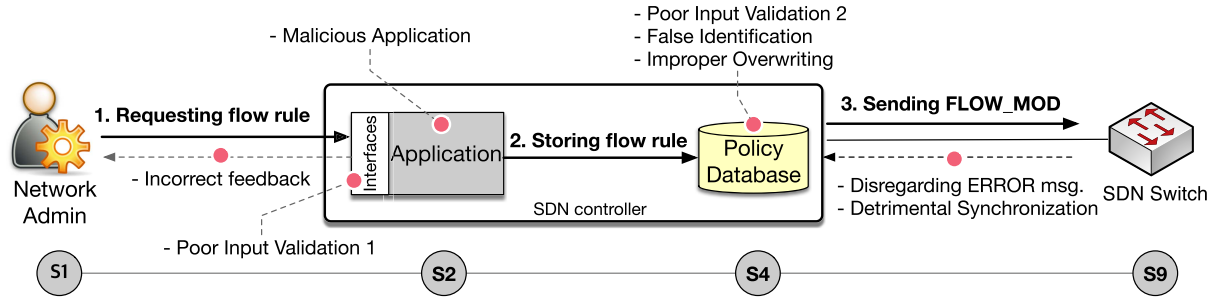 - Malicious Application
- Poor Input Validation 2
- False Identification
- Improper Overwriting
1. Requesting flow rule
3. Sending FLOW_MOD
Interfaces
Application
2. Storing flow rule
Policy
Database
- Incorrect feedback
Network
Admin
- Disregarding ERROR msg.
- Detrimental Synchronization
SDN Switch
SDN controller
- Poor Input Validation 1
S1
S2
S4
S9